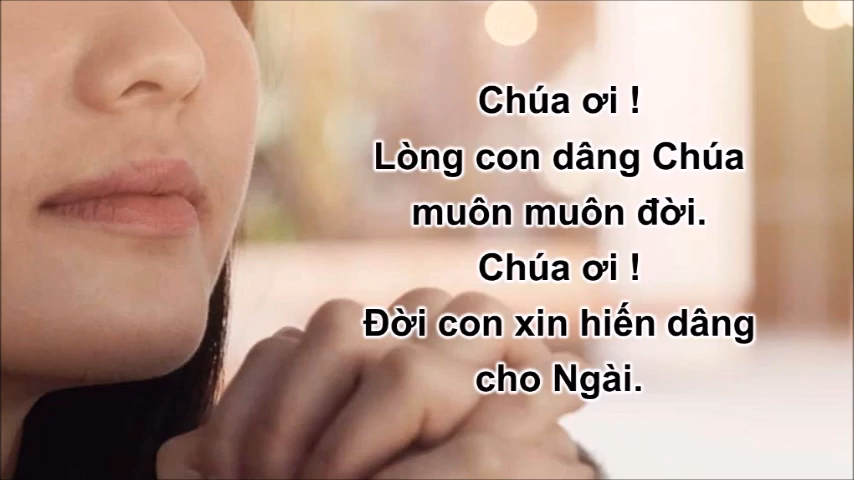 Chúa ơi !
Lòng con dâng Chúa
muôn muôn đời.
Chúa ơi !
Đời con xin hiến dâng
cho Ngài.